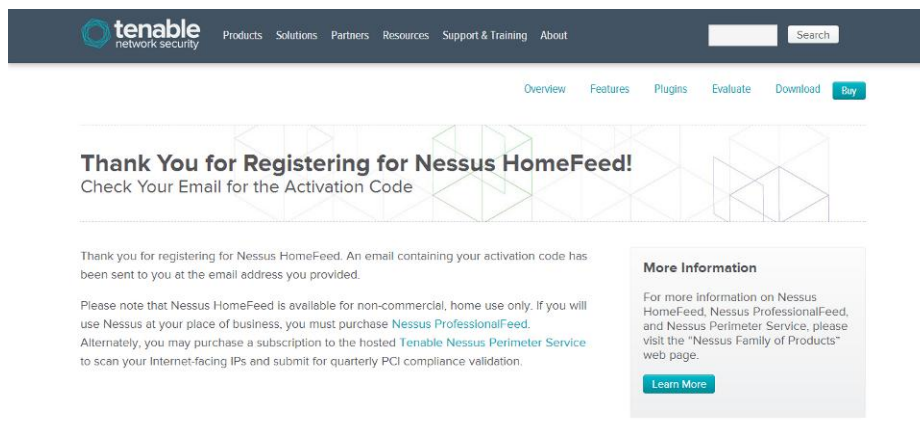 tenable
network security
Products Solutions Partners Resources Support & Training About
Search
Overview Features Plugins Evaluate Download Buy
Thank You for Registering for Nessus HomeFeed!
Check Your Email for the Activation Code
Thank you for registering for Nessus HomeFeed. An email containing your activation code has
been sent to you at the email address you provided.
Please note that Nessus HomeFeed is available for non-commercial, home use only. If you will
use Nessus at your place of business, you must purchase Nessus ProfessionalFeed.
Alternately, you may purchase a subscription to the hosted Tenable Nessus Perimeter Service
to scan your Internet-facing IPs and submit for quarterly PCI compliance validation.
More Information
For more information on Nessus
HomeFeed, Nessus ProfessionalFeed,
and Nessus Perimeter Service, please
visit the "Nessus Family of Products"
web page.
Learn More